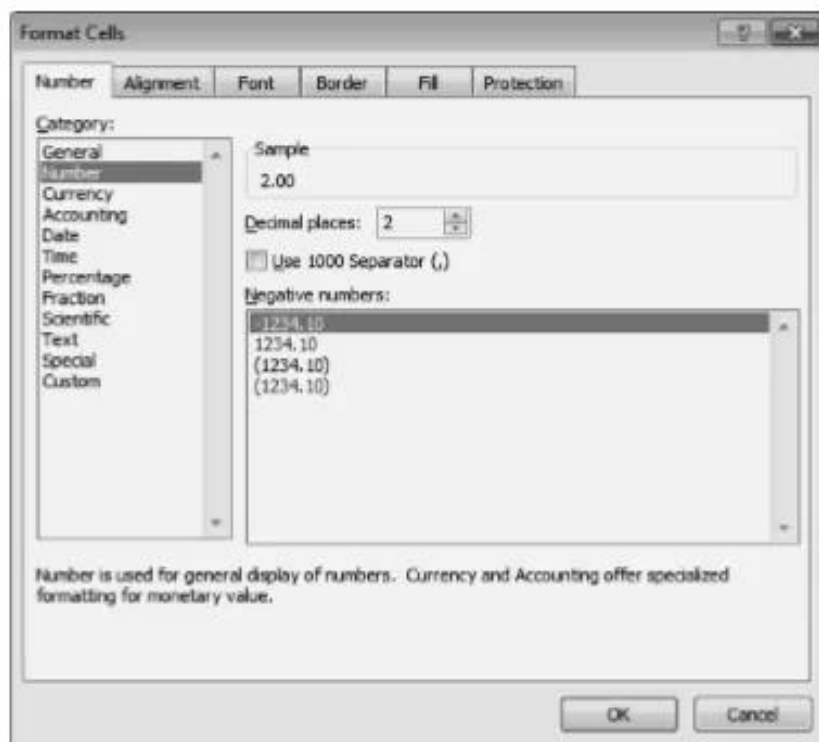 Format Cells
Number Alignment Font Border Fill Protection
Category:
General
Number
Currency
Accounting
Date
Time
Percentage
Fraction
Scientific
Text
Special
Custom
Sample
2.00
Decimal places: 2
Use 1000 Separator (,)
Negative numbers:
-1234.10
1234.10
(1234.10)
(1234.10)
Number is used for general display of numbers. Currency and Accounting offer specialized
formatting for monetary value.
OK Cancel